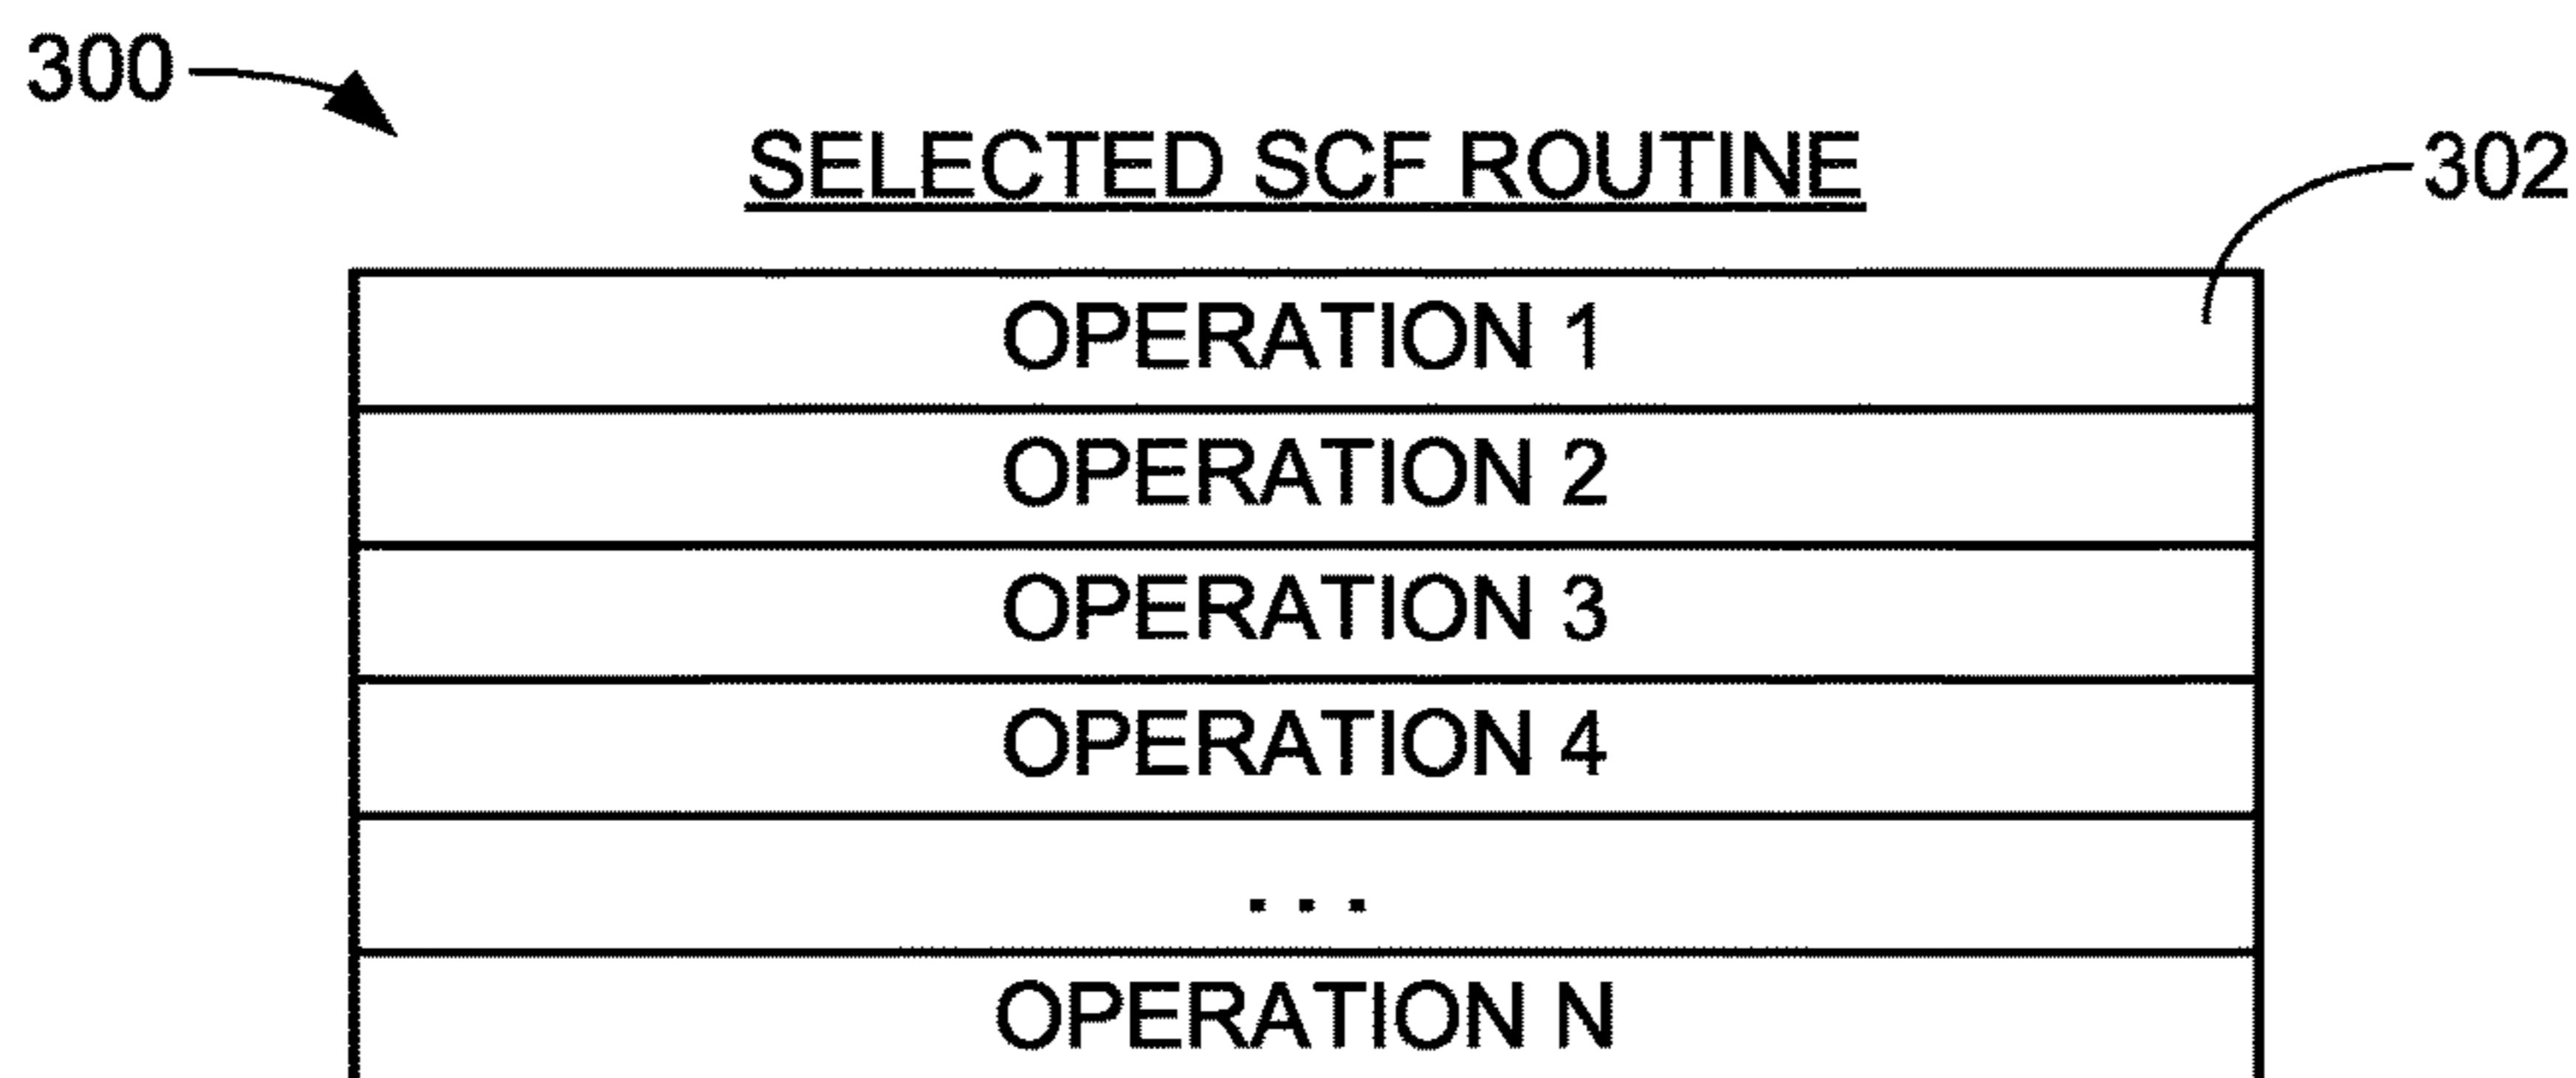 300
SELECTED SCF ROUTINE
302
OPERATION 1
OPERATION 2
OPERATION 3
OPERATION 4
...
OPERATION N